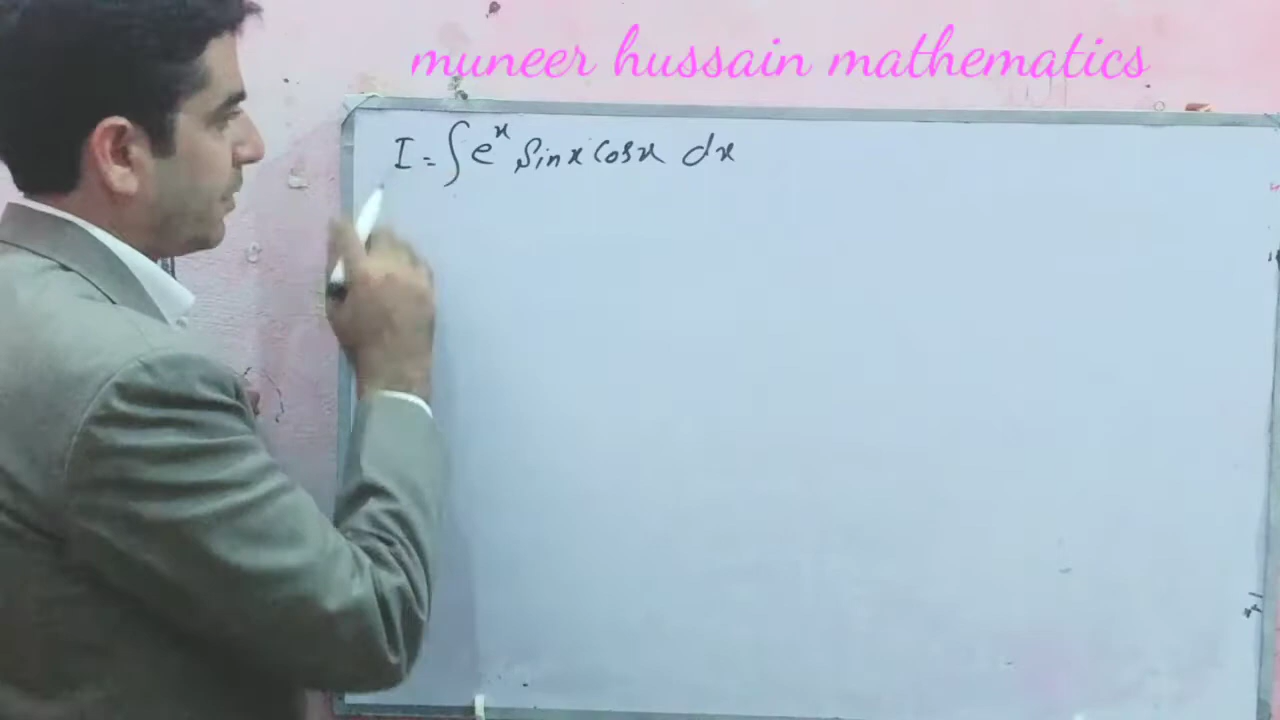 muneer hussain mathematics
I = ∫ e^x sinx cosx dx